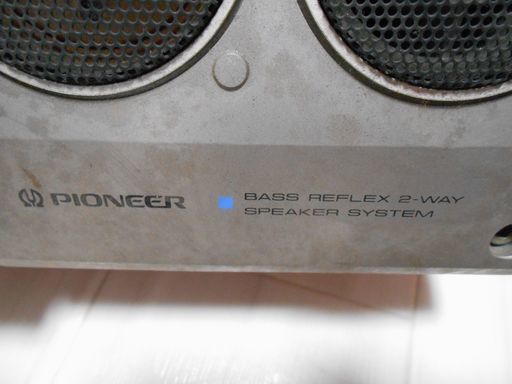 PIONEER
BASS REFLEX 2-WAY
SPEAKER SYSTEM